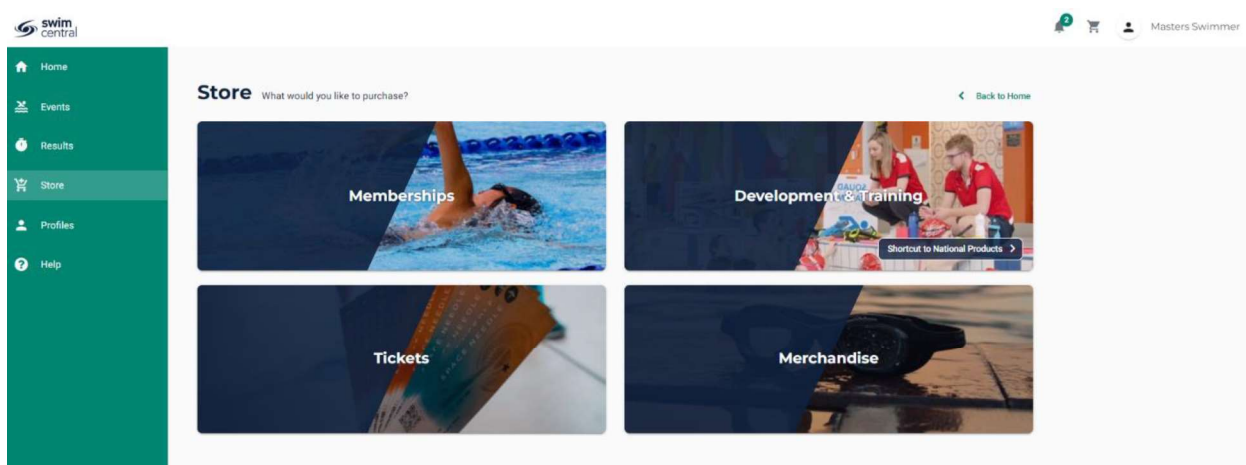 swim
central
2
Masters Swimmer
Home
Events
Results
Store
Profiles
Help
Store What would you like to purchase?
Back to Home
Memberships
Development & Training
SQUAD
Shortcut to National Products
Tickets
Merchandise